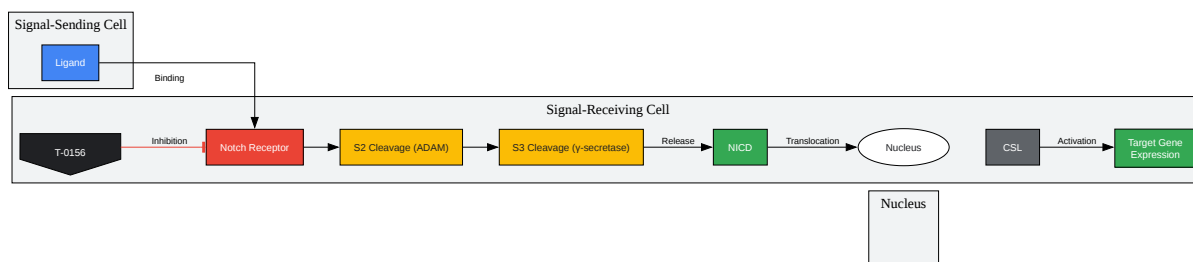 Signal-Sending Cell
Ligand
Binding
Signal-Receiving Cell
T-0156
Inhibition
Notch Receptor
S2 Cleavage (ADAM)
S3 Cleavage (γ-secretase)
Release
NICD
Translocation
Nucleus
CSL
Activation
Target Gene
Expression
Nucleus